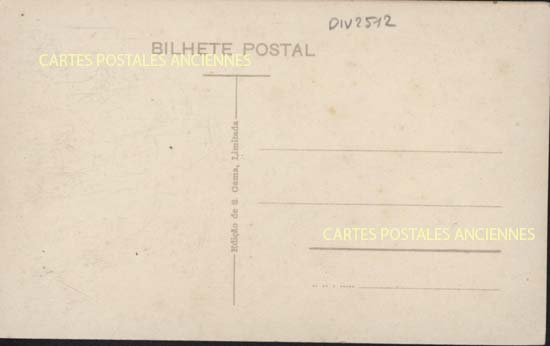 DIV2512
BILHETE POSTAL
CARTES POSTALES ANCIENNES
Edição de S. Gama, Limitada
CARTES POSTALES ANCIENNES